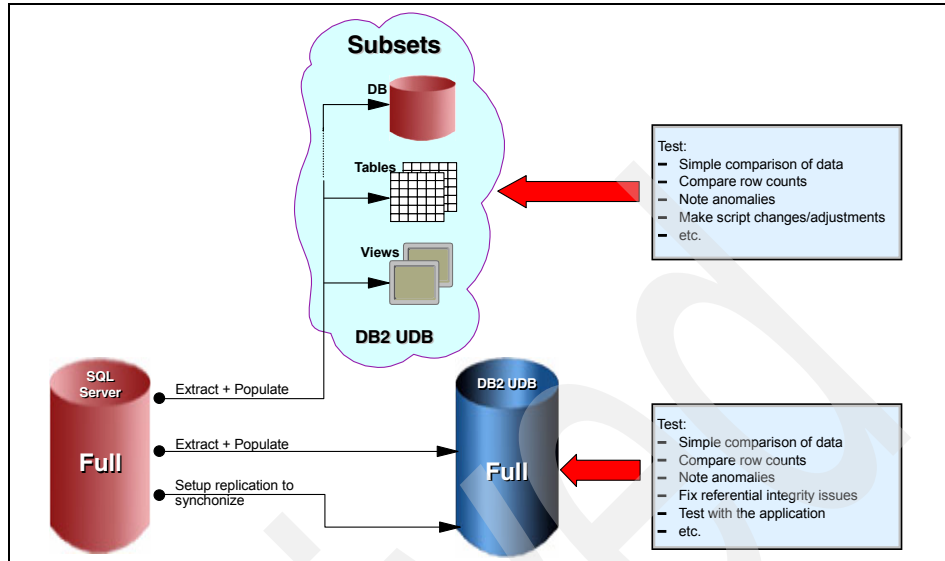 Subsets
DB
Tables
Views
DB2 UDB
Test:
– Simple comparison of data
– Compare row counts
– Note anomalies
– Make script changes/adjustments
– etc.
SQL
Server
Full
Extract + Populate
Extract + Populate
Setup replication to
synchonize
DB2 UDB
Full
Test:
– Simple comparison of data
– Compare row counts
– Note anomalies
– Fix referential integrity issues
– Test with the application
– etc.